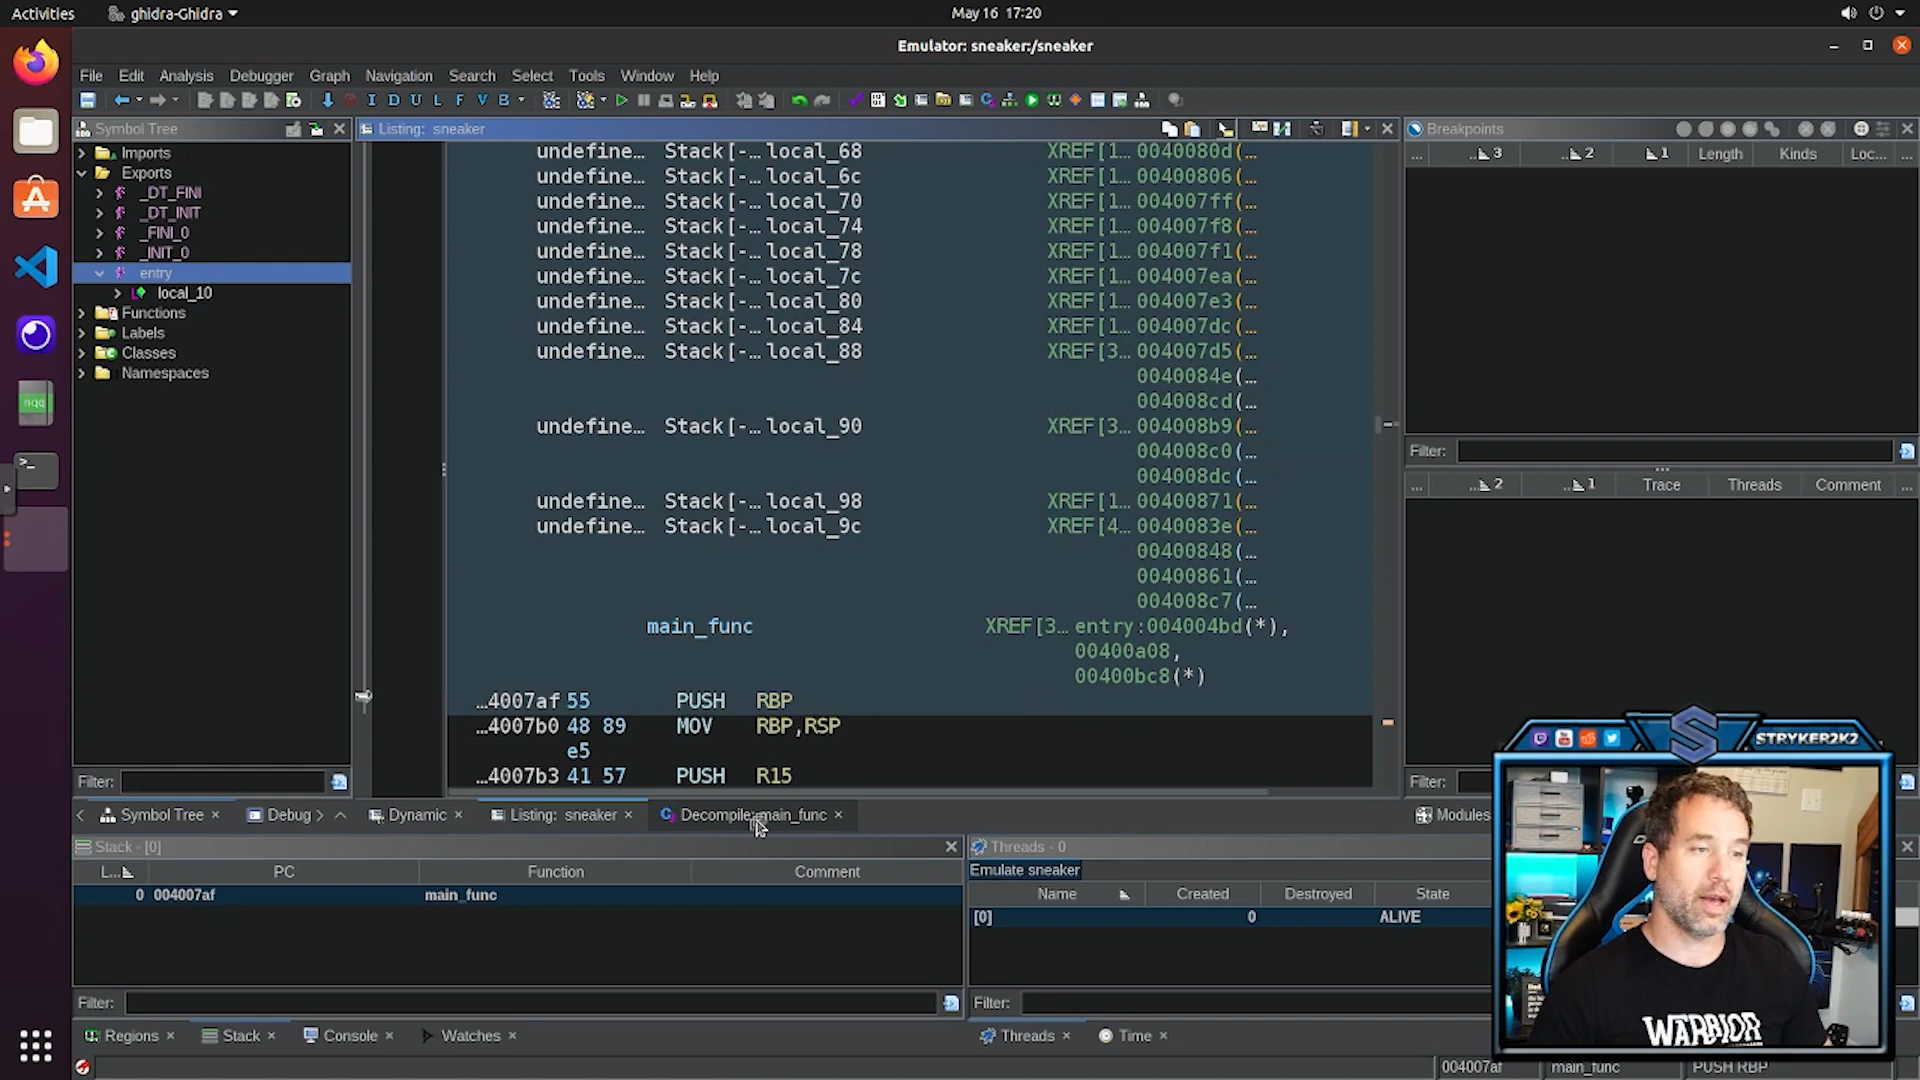 Activities ghidra-Ghidra May 16 17:20
Emulator: sneaker:/sneaker
File Edit Analysis Debugger Graph Navigation Search Select Tools Window Help
I D U L F V B
Symbol Tree
Listing: sneaker
Breakpoints
Imports
Exports
_DT_FINI
_DT_INIT
_FINI_0
_INIT_0
entry
local_10
Functions
Labels
Classes
Namespaces
Filter:
undefine… Stack[-… local_68 XREF[1… 0040080d(…
undefine… Stack[-… local_6c XREF[1… 00400806(…
undefine… Stack[-… local_70 XREF[1… 004007ff(…
undefine… Stack[-… local_74 XREF[1… 004007f8(…
undefine… Stack[-… local_78 XREF[1… 004007f1(…
undefine… Stack[-… local_7c XREF[1… 004007ea(…
undefine… Stack[-… local_80 XREF[1… 004007e3(…
undefine… Stack[-… local_84 XREF[1… 004007dc(…
undefine… Stack[-… local_88 XREF[3… 004007d5(…
0040084e(…
004008cd(…
undefine… Stack[-… local_90 XREF[3… 004008b9(…
004008c0(…
004008dc(…
undefine… Stack[-… local_98 XREF[1… 00400871(…
undefine… Stack[-… local_9c XREF[4… 0040083e(…
00400848(…
00400861(…
004008c7(…
main_func XREF[3… entry:004004bd(*),
00400a08,
00400bc8(*)
…4007af 55 PUSH RBP
…4007b0 48 89 MOV RBP,RSP
e5
…4007b3 41 57 PUSH R15
... 3 2 1 Length Kinds Loc... ...
Filter:
... 2 1 Trace Threads Comment ...
Filter:
Symbol Tree × Debug Dynamic × Listing: sneaker × Decompile: main_func × Modules
Stack - [0]
L... PC Function Comment
0 004007af main_func
Filter:
Threads - 0
Emulate sneaker
Name Created Destroyed State
[0] 0 ALIVE
Filter:
Regions × Stack × Console × Watches × Threads × Time ×
004007af main_func PUSH RBP
STRYKER2K2
WARRIOR